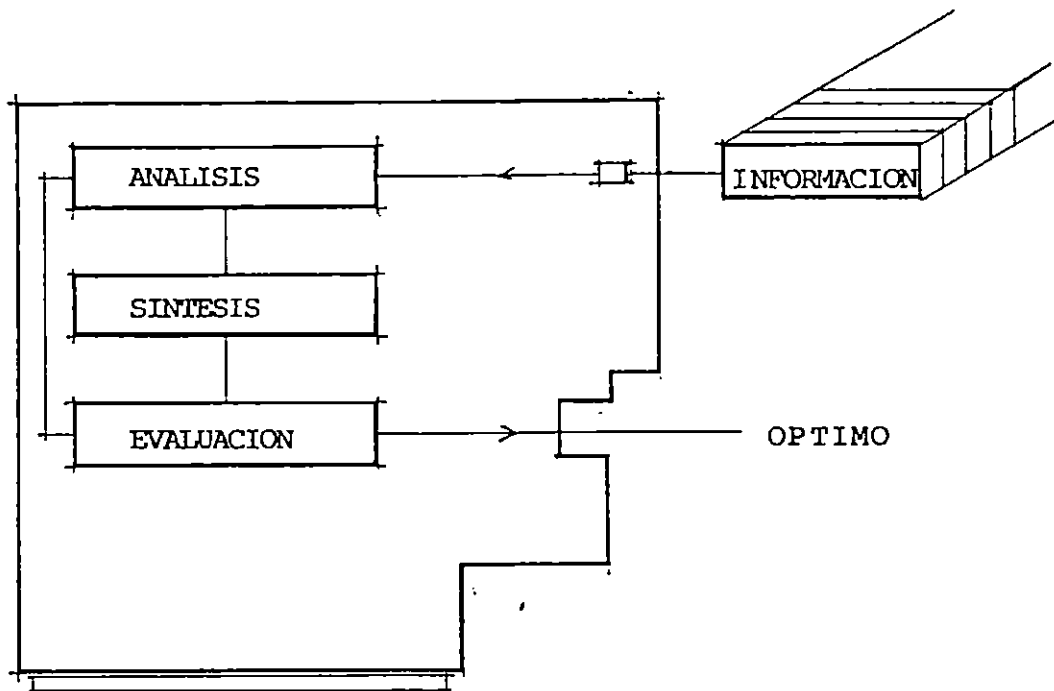 ANALISIS
INFORMACION
SINTESIS
EVALUACION
OPTIMO